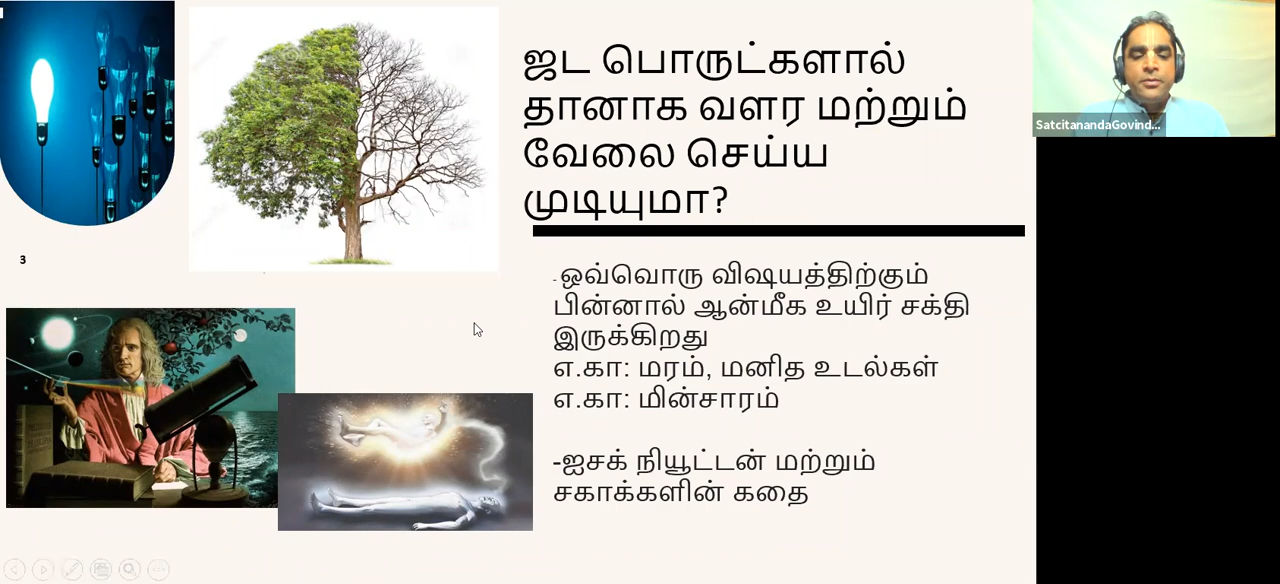 ஜட பொருட்களால்
தானாக வளர மற்றும்
வேலை செய்ய
முடியுமா?
SatcitanandaGovind...
3
-ஒவ்வொரு விஷயத்திற்கும்
பின்னால் ஆன்மீக உயிர் சக்தி
இருக்கிறது
எ.கா: மரம், மனித உடல்கள்
எ.கா: மின்சாரம்
-ஐசக் நியூட்டன் மற்றும்
சகாக்களின் கதை